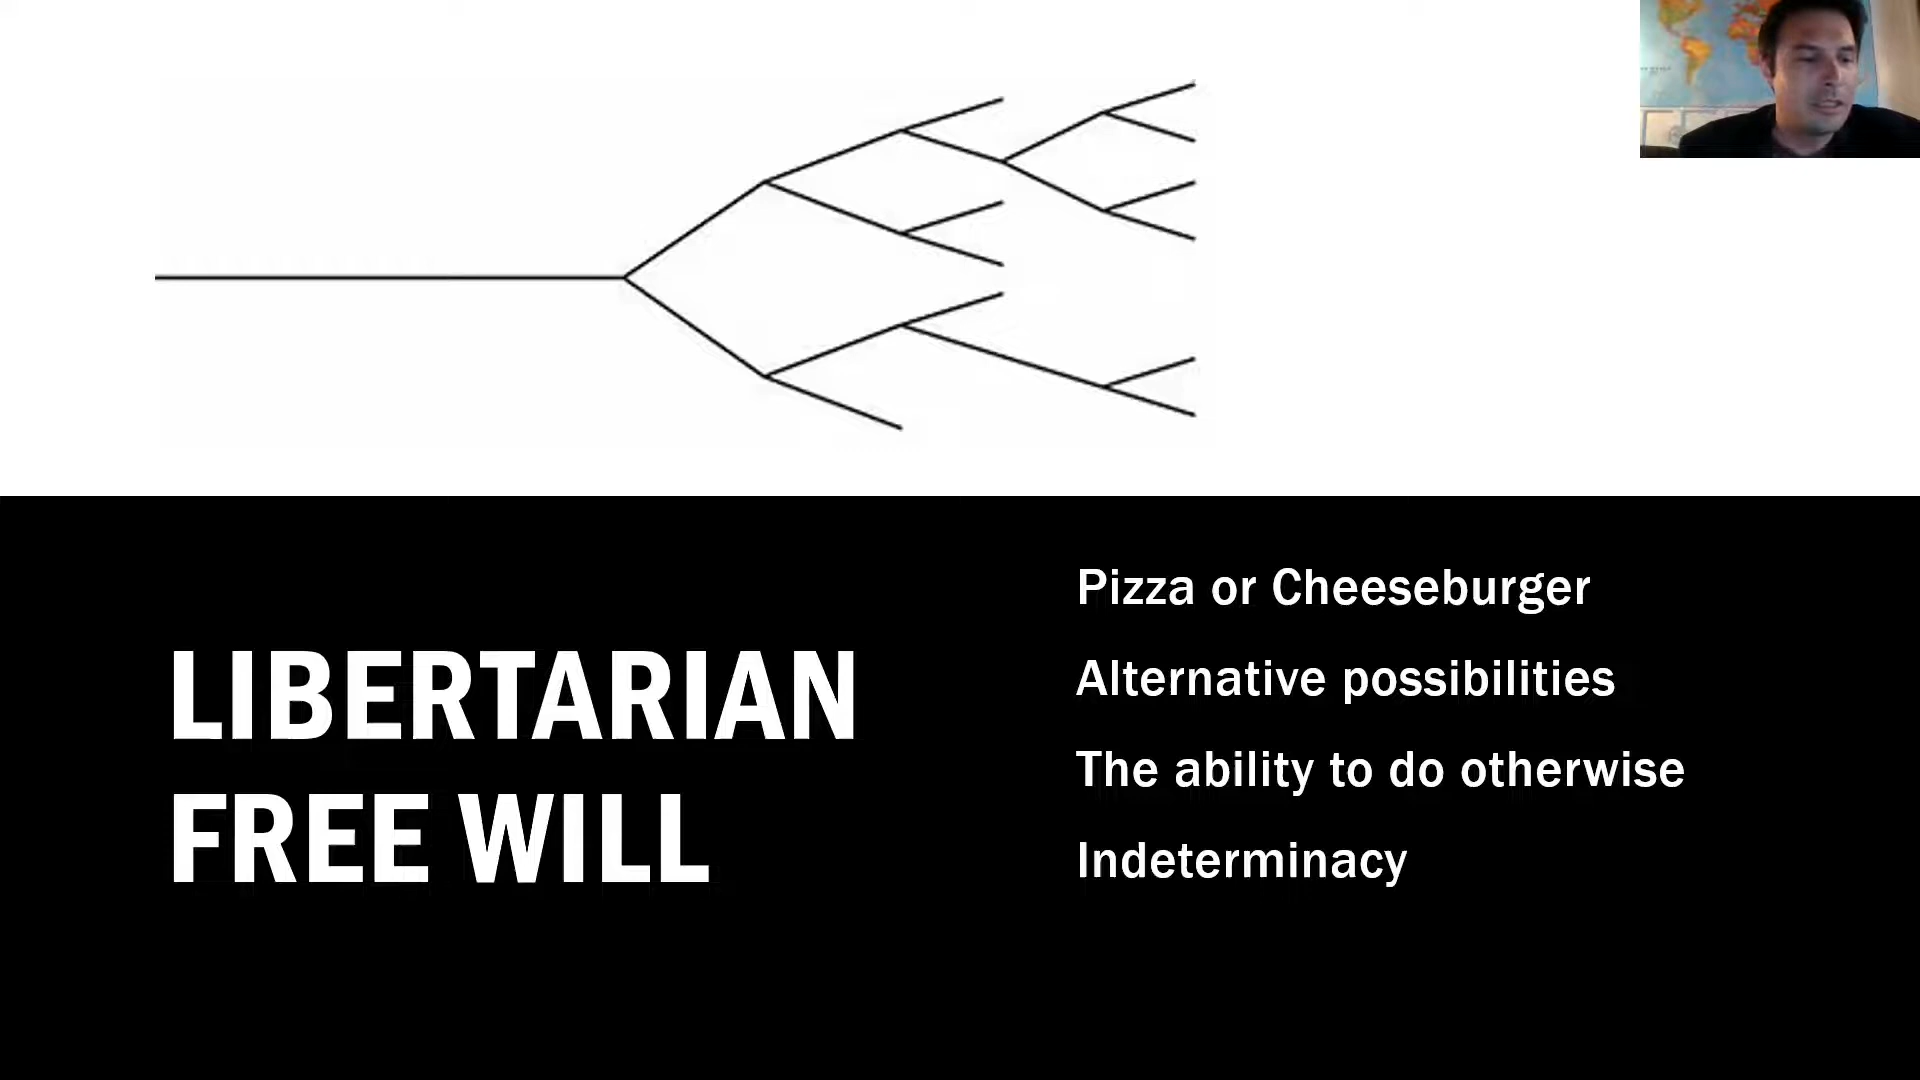 LIBERTARIAN
FREE WILL
Pizza or Cheeseburger
Alternative possibilities
The ability to do otherwise
Indeterminacy